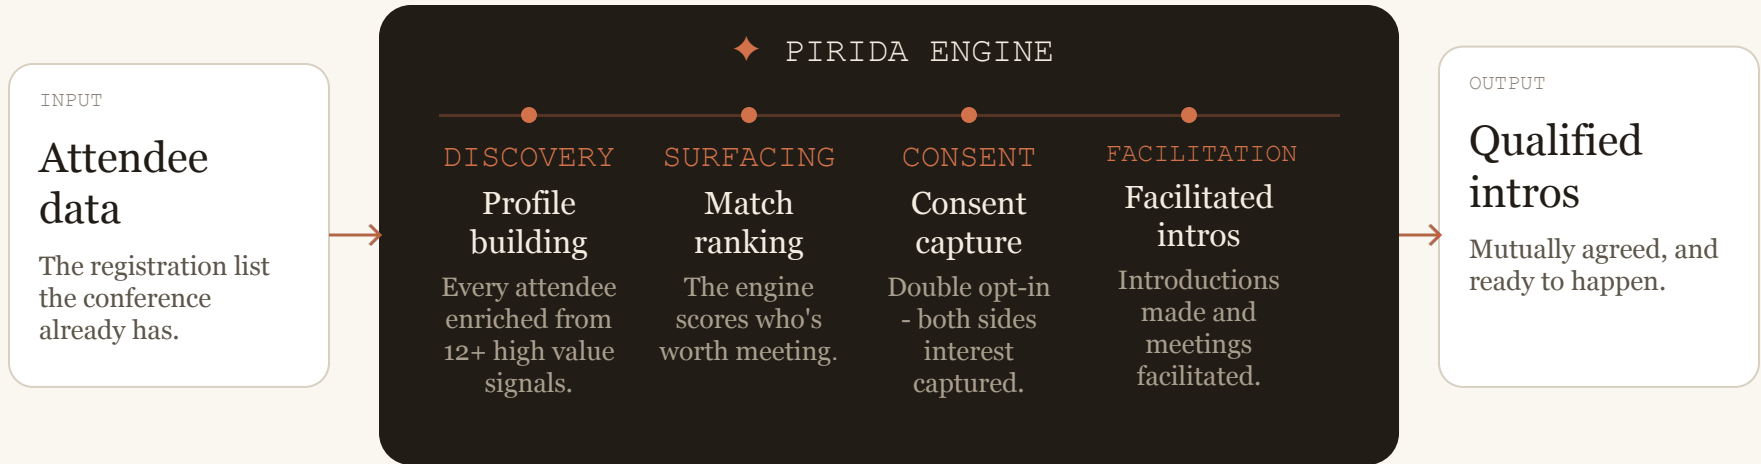 INPUT
Attendee
data
The registration list
the conference
already has.
PIRIDA ENGINE
DISCOVERY
Profile
building
Every attendee
enriched from
12+ high value
signals.
SURFACING
Match
ranking
The engine
scores who's
worth meeting.
CONSENT
Consent
capture
Double opt-in
- both sides
interest
captured.
FACILITATION
Facilitated
intros
Introductions
made and
meetings
facilitated.
OUTPUT
Qualified
intros
Mutually agreed, and
ready to happen.